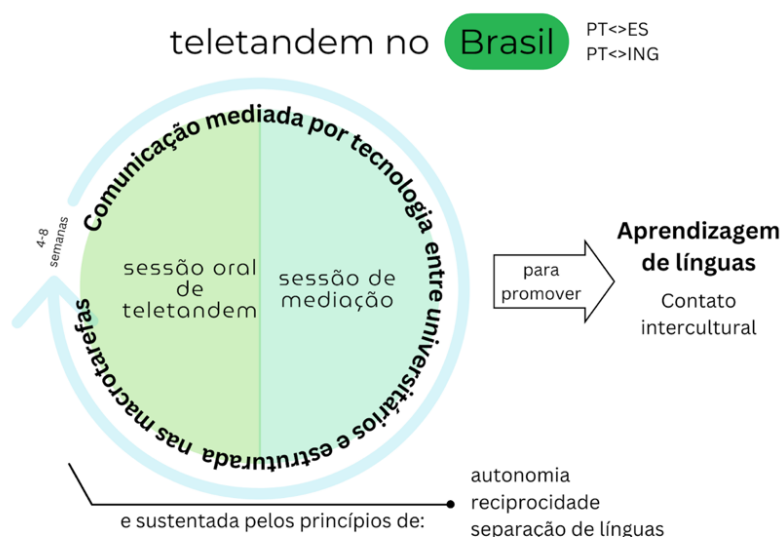 teletandem no Brasil
PT<>ES
PT<>ING
4-8
semanas
Comunicação mediada por tecnologia entre universitários e estruturada nas macrotarefas
sessão oral
de
teletandem
sessão de
mediação
para
promover
Aprendizagem
de línguas
Contato
intercultural
e sustentada pelos princípios de:
autonomia
reciprocidade
separação de línguas